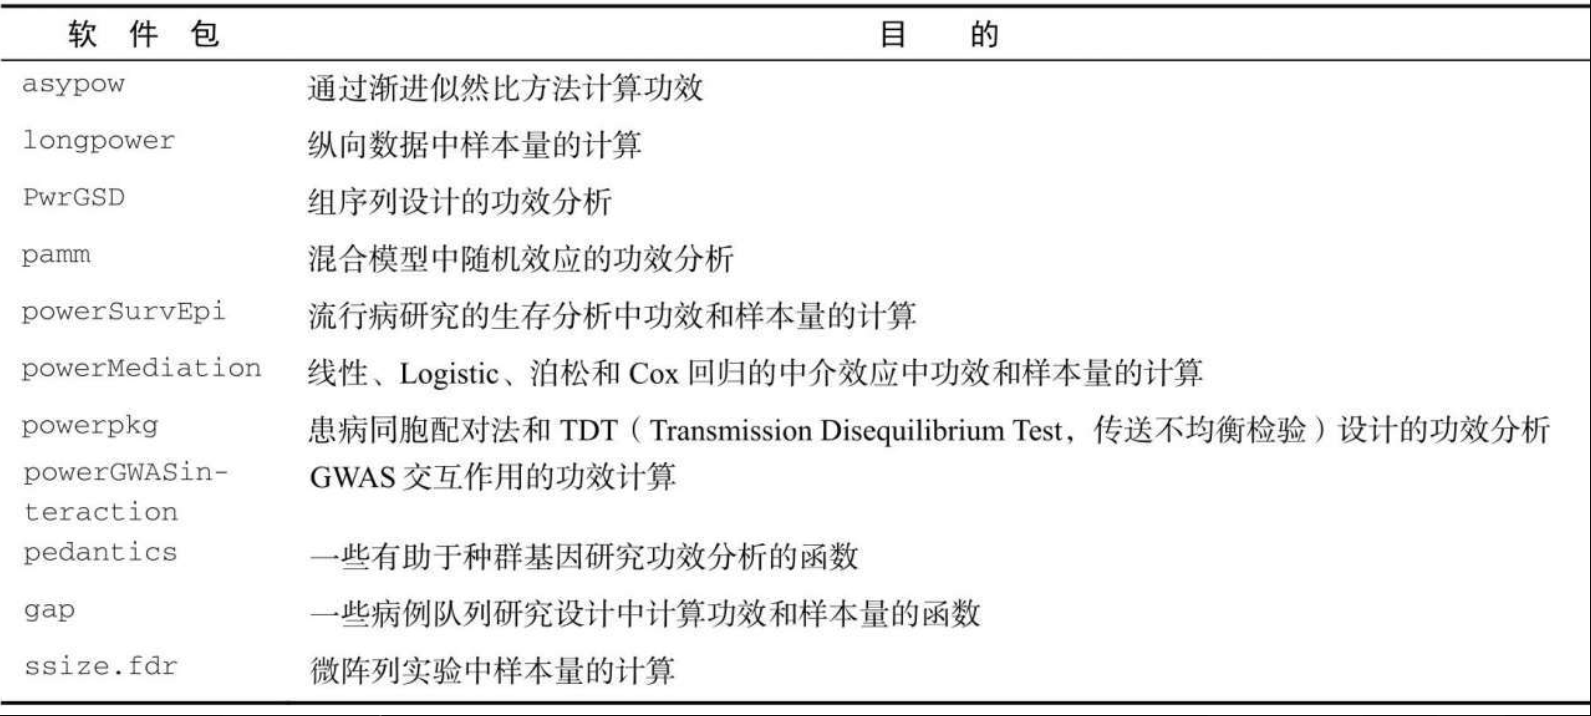 软件包 目的
asypow 通过渐进似然比方法计算功效
longpower 纵向数据中样本量的计算
PwrGSD 组序列设计的功效分析
pamm 混合模型中随机效应的功效分析
powerSurvEpi 流行病研究的生存分析中功效和样本量的计算
powerMediation 线性、Logistic、泊松和 Cox 回归的中介效应中功效和样本量的计算
powerpkg 患病同胞配对法和 TDT（Transmission Disequilibrium Test，传送不均衡检验）设计的功效分析
powerGWASin- GWAS 交互作用的功效计算
teraction
pedantics 一些有助于种群基因研究功效分析的函数
gap 一些病例队列研究设计中计算功效和样本量的函数
ssize.fdr 微阵列实验中样本量的计算